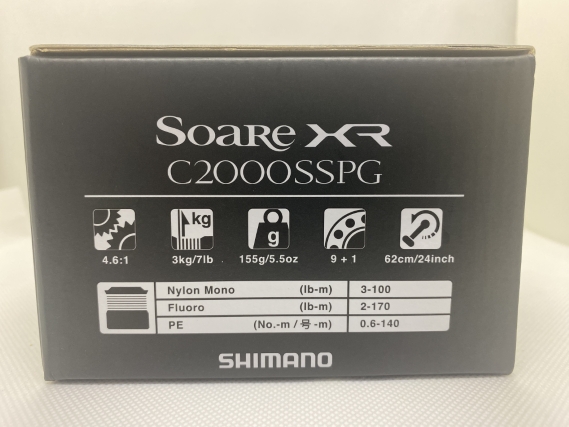 SOARE XR
C2000SSPG
kg g
4.6:1 3kg/7lb 155g/5.5oz 9 + 1 62cm/24inch
Nylon Mono (lb-m) 3-100
Fluoro (lb-m) 2-170
PE (No.-m / 号 -m) 0.6-140
SHIMANO